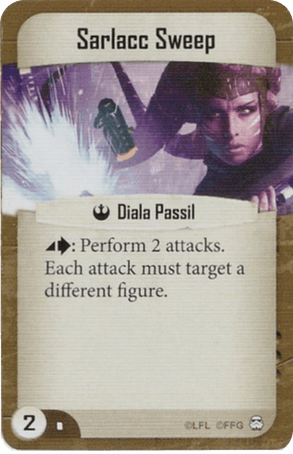 Sarlacc Sweep
Diala Passil
: Perform 2 attacks.
Each attack must target a
different figure.
2
©LFL ©FFG